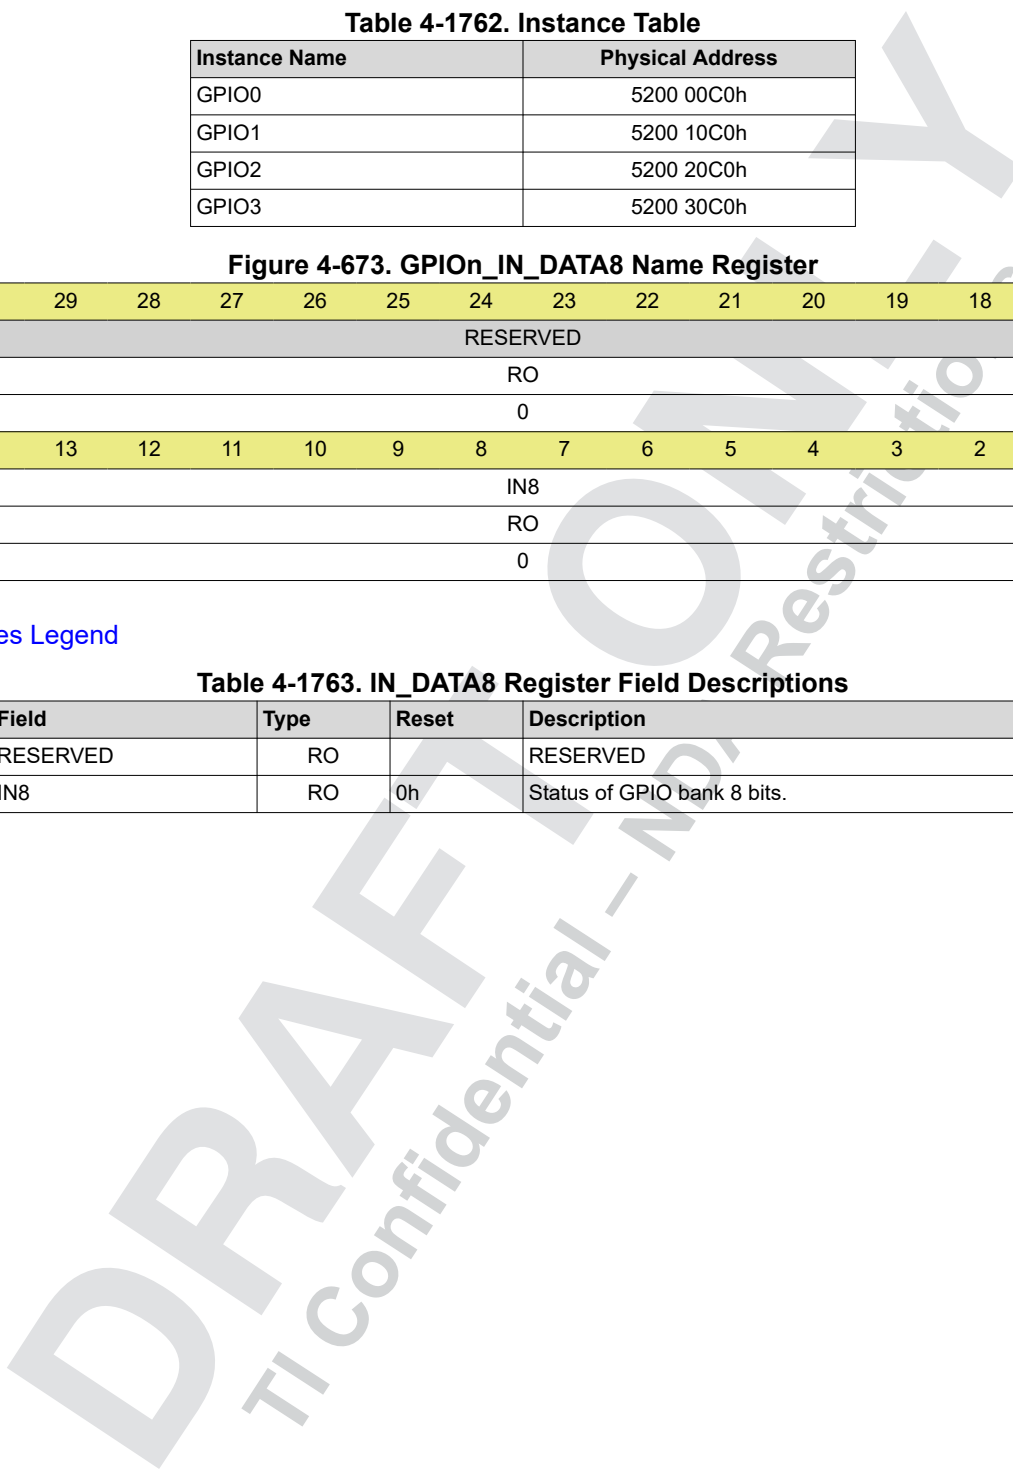 Table 4-1762. Instance Table
Instance Name Physical Address
GPIO0 5200 00C0h
GPIO1 5200 10C0h
GPIO2 5200 20C0h
GPIO3 5200 30C0h
Figure 4-673. GPIOn_IN_DATA8 Name Register
29 28 27 26 25 24 23 22 21 20 19 18
RESERVED
RO
0
13 12 11 10 9 8 7 6 5 4 3 2
IN8
RO
0
es Legend
Table 4-1763. IN_DATA8 Register Field Descriptions
Field Type Reset Description
RESERVED RO RESERVED
IN8 RO 0h Status of GPIO bank 8 bits.
DRAFT ONLY
TI Confidential – NDA Restrictio